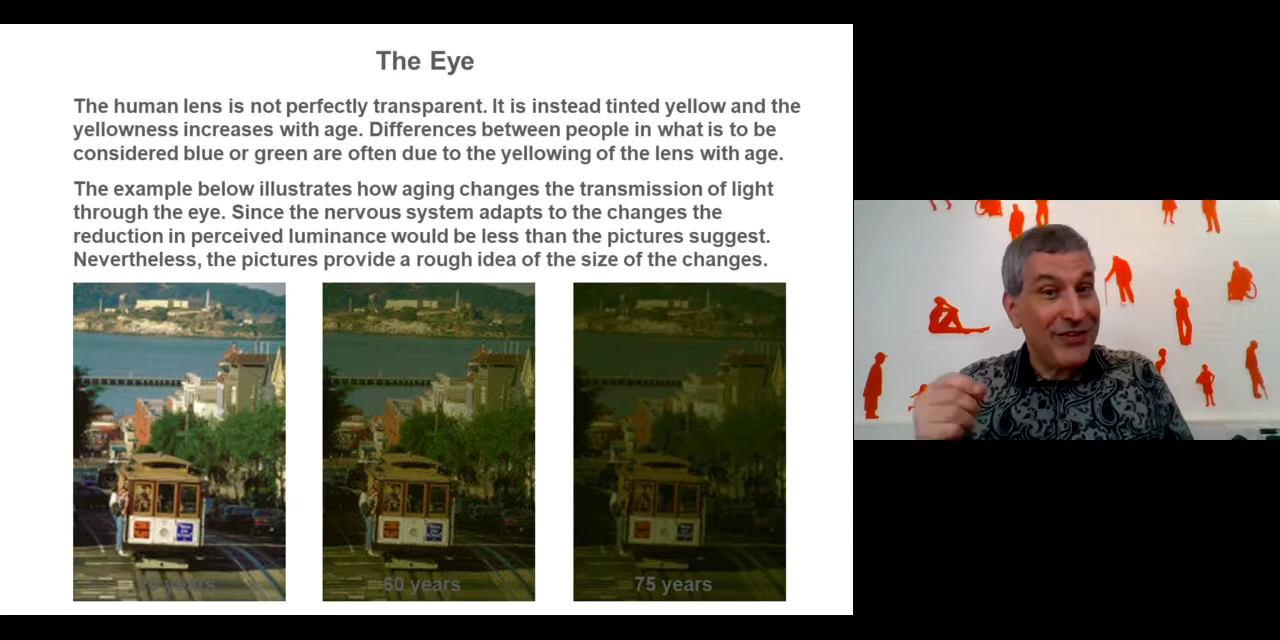 The Eye
The human lens is not perfectly transparent. It is instead tinted yellow and the
yellowness increases with age. Differences between people in what is to be
considered blue or green are often due to the yellowing of the lens with age.
The example below illustrates how aging changes the transmission of light
through the eye. Since the nervous system adapts to the changes the
reduction in perceived luminance would be less than the pictures suggest.
Nevertheless, the pictures provide a rough idea of the size of the changes.
years
60 years
75 years